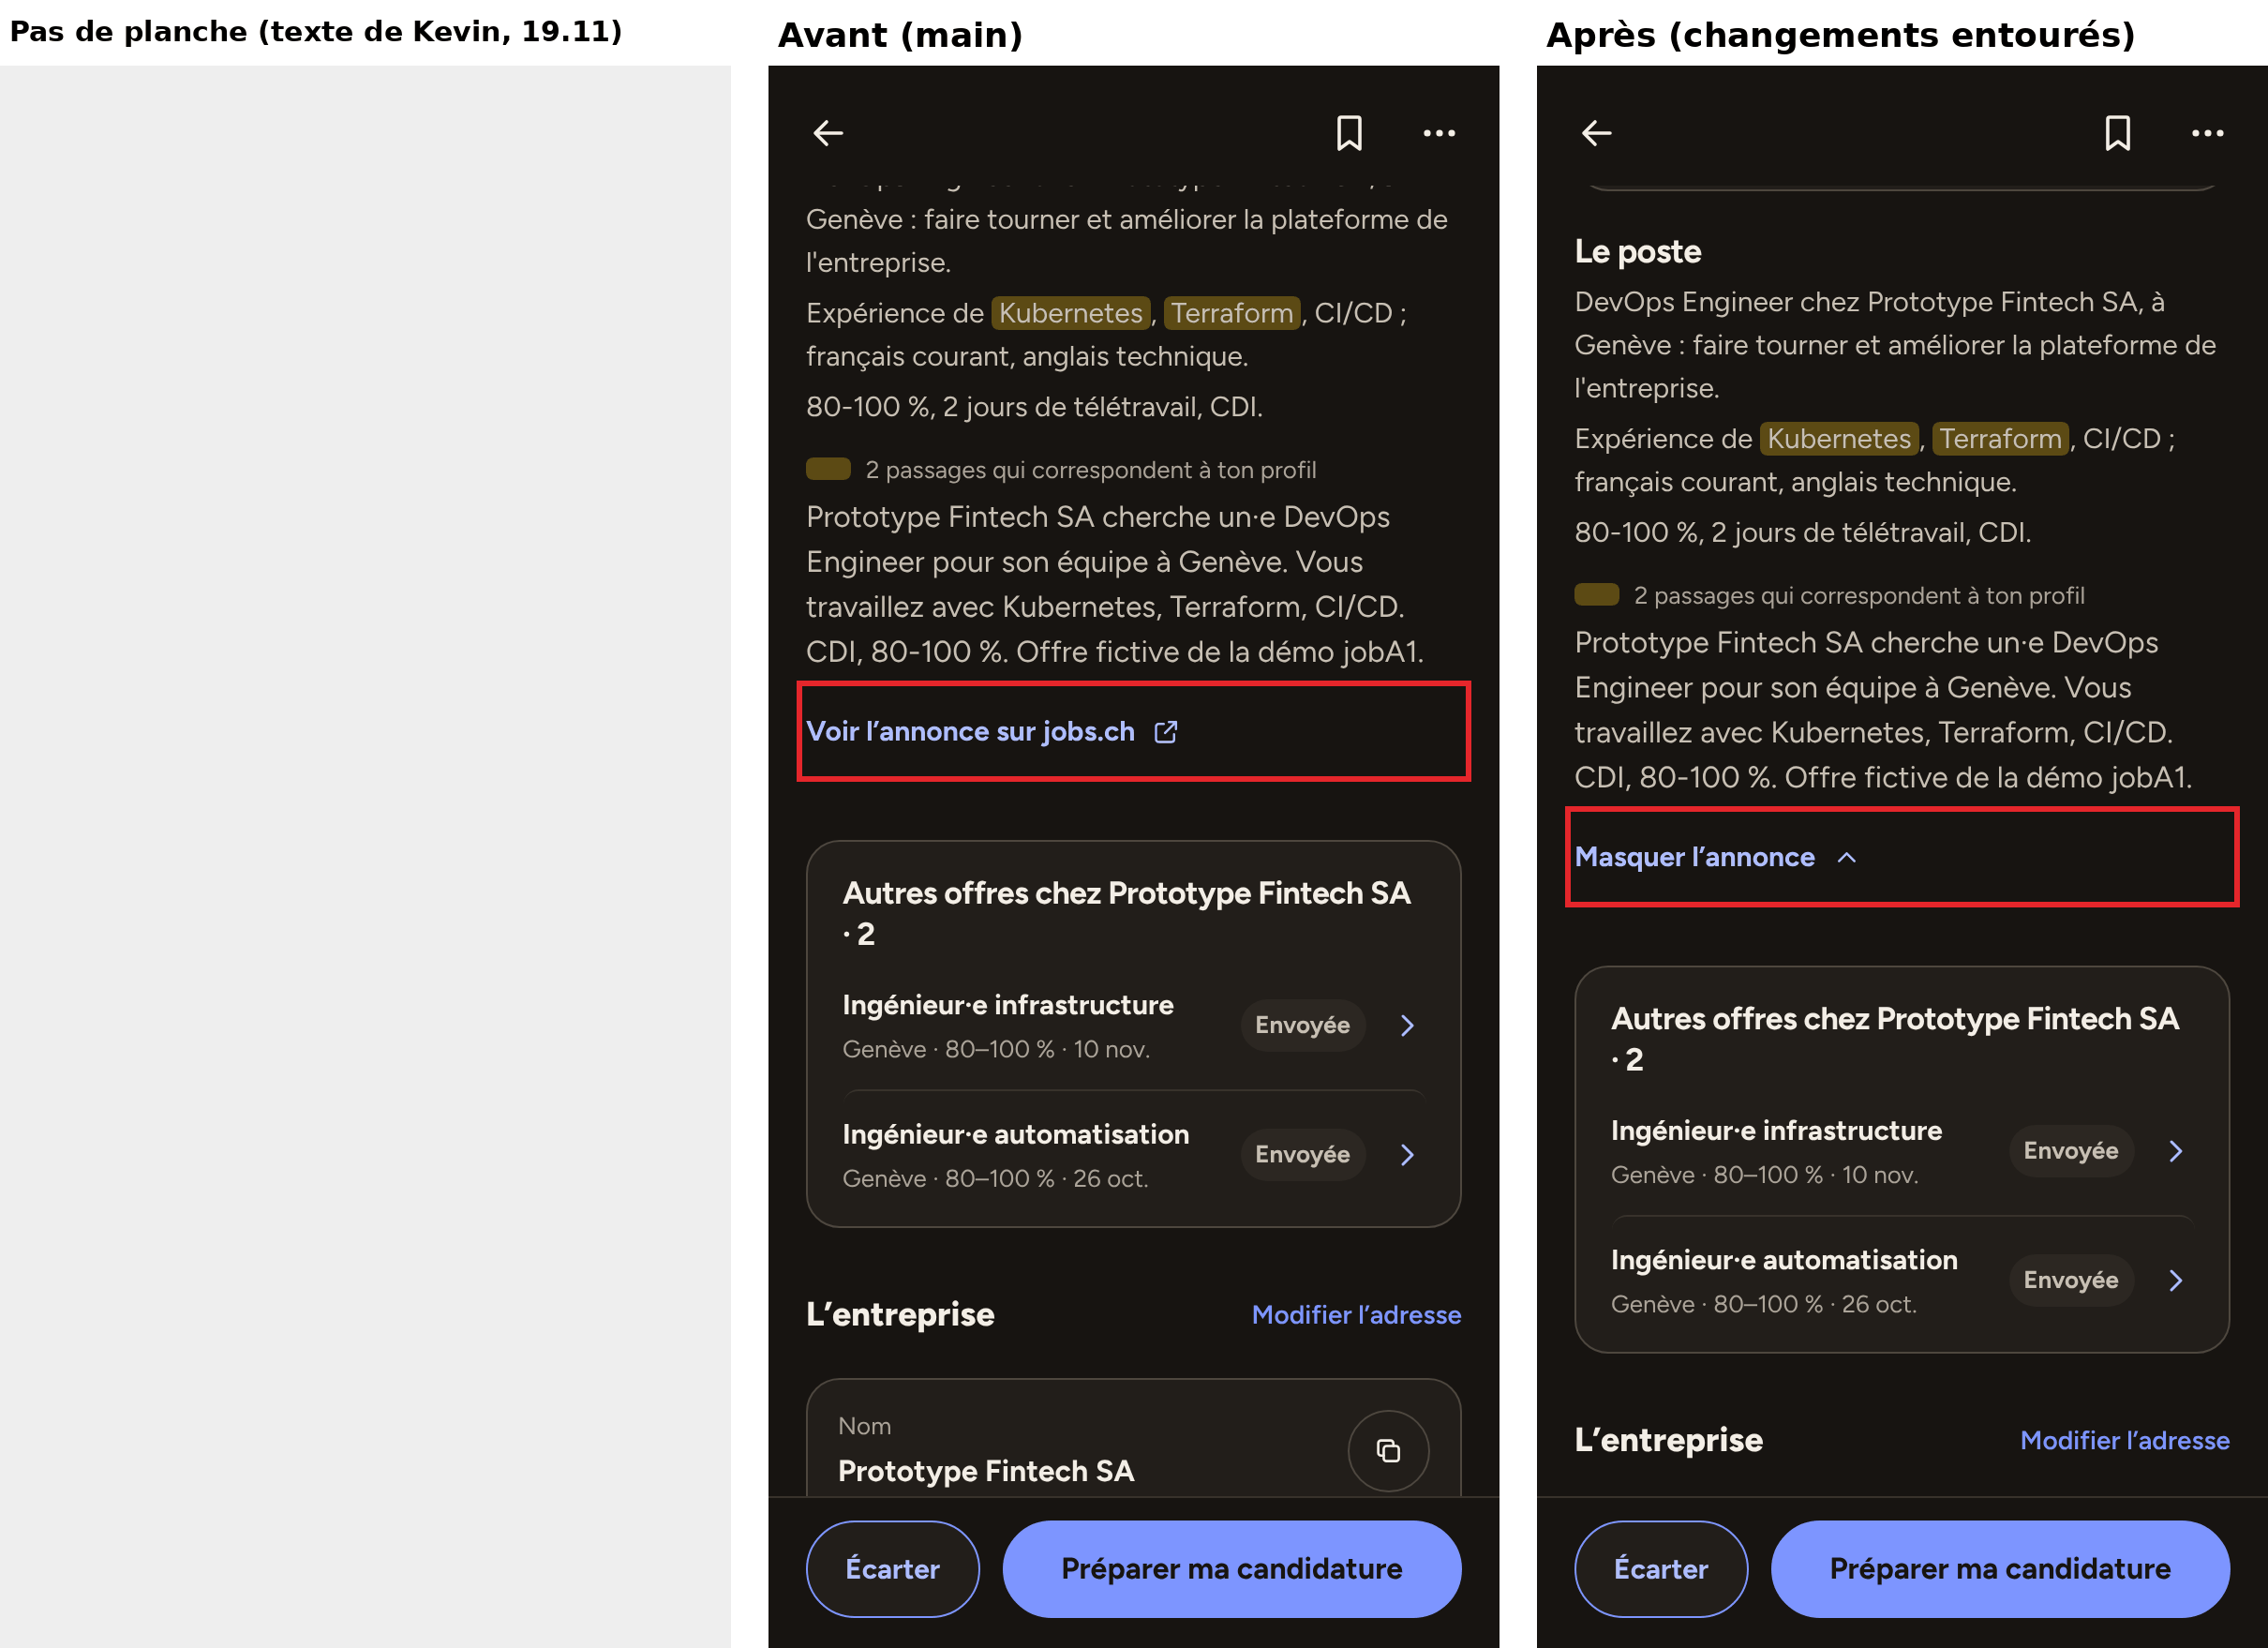 Pas de planche (texte de Kevin, 19.11)
Avant (main)
Genève : faire tourner et améliorer la plateforme de
l'entreprise.
Expérience de Kubernetes, Terraform, CI/CD ;
français courant, anglais technique.
80-100 %, 2 jours de télétravail, CDI.
2 passages qui correspondent à ton profil
Prototype Fintech SA cherche un·e DevOps
Engineer pour son équipe à Genève. Vous
travaillez avec Kubernetes, Terraform, CI/CD.
CDI, 80-100 %. Offre fictive de la démo jobA1.
Voir l’annonce sur jobs.ch
Autres offres chez Prototype Fintech SA
· 2
Ingénieur·e infrastructure
Genève · 80–100 % · 10 nov.
Envoyée
Ingénieur·e automatisation
Genève · 80–100 % · 26 oct.
Envoyée
L’entreprise
Modifier l’adresse
Nom
Prototype Fintech SA
Écarter
Préparer ma candidature
Après (changements entourés)
Le poste
DevOps Engineer chez Prototype Fintech SA, à
Genève : faire tourner et améliorer la plateforme de
l'entreprise.
Expérience de Kubernetes, Terraform, CI/CD ;
français courant, anglais technique.
80-100 %, 2 jours de télétravail, CDI.
2 passages qui correspondent à ton profil
Prototype Fintech SA cherche un·e DevOps
Engineer pour son équipe à Genève. Vous
travaillez avec Kubernetes, Terraform, CI/CD.
CDI, 80-100 %. Offre fictive de la démo jobA1.
Masquer l’annonce
Autres offres chez Prototype Fintech SA
· 2
Ingénieur·e infrastructure
Genève · 80–100 % · 10 nov.
Envoyée
Ingénieur·e automatisation
Genève · 80–100 % · 26 oct.
Envoyée
L’entreprise
Modifier l’adresse
Écarter
Préparer ma candidature